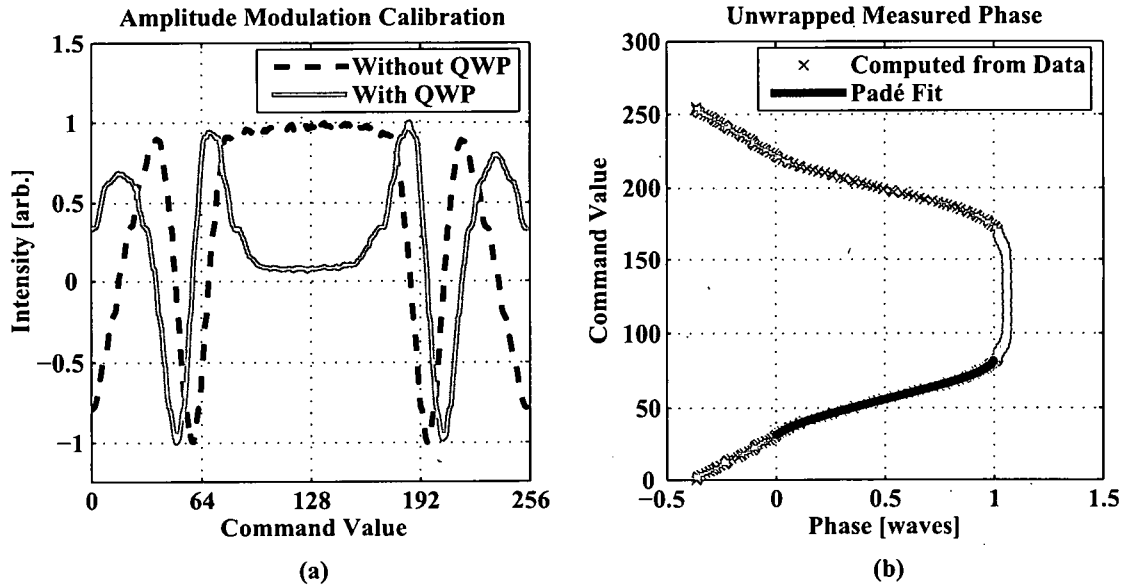 Amplitude Modulation Calibration
1.5
1
0.5
0
−0.5
−1
Intensity [arb.]
Without QWP
With QWP
0
64
128
192
256
Command Value
(a)
Unwrapped Measured Phase
300
250
200
150
100
50
0
Command Value
Computed from Data
Padé Fit
−0.5
0
0.5
1
1.5
Phase [waves]
(b)